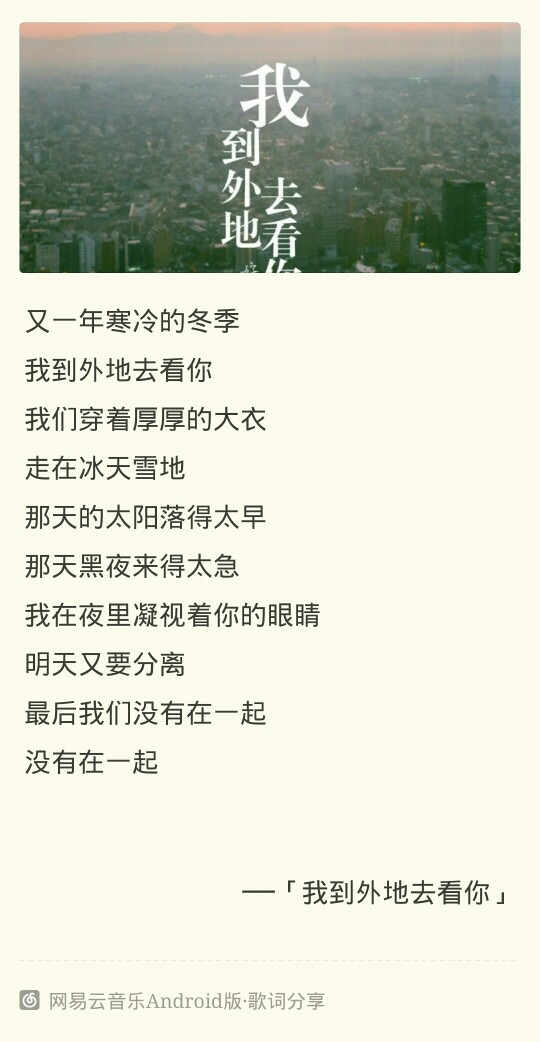 我
到外地
去看你
又一年寒冷的冬季
我到外地去看你
我们穿着厚厚的大衣
走在冰天雪地
那天的太阳落得太早
那天黑夜来得太急
我在夜里凝视着你的眼睛
明天又要分离
最后我们没有在一起
没有在一起
——「我到外地去看你」
网易云音乐Android版·歌词分享